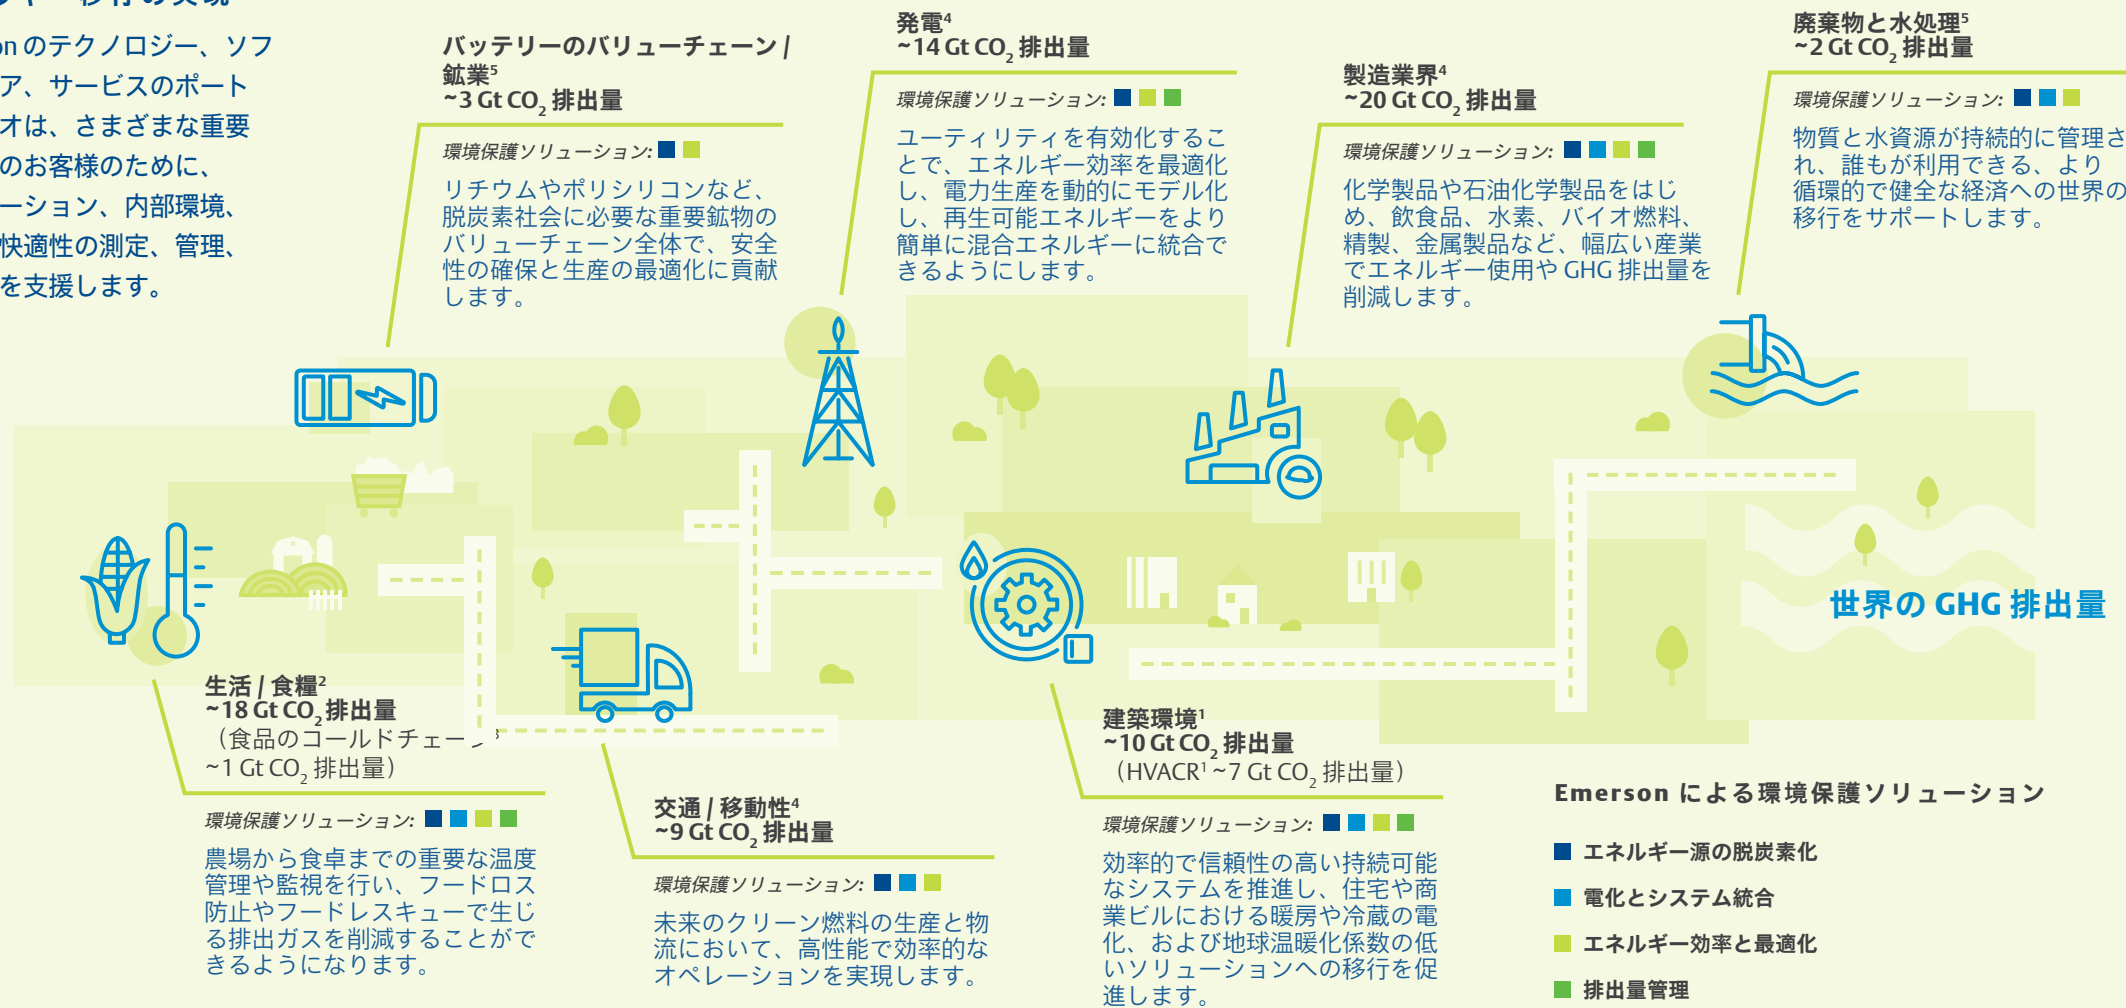 on のテクノロジー、ソフ
ア、サービスのポート
オは、さまざまな重要
のお客様のために、
ーション、内部環境、
快適性の測定、管理、
を支援します。
バッテリーのバリューチェーン /
鉱業5
~3 Gt CO2 排出量
環境保護ソリューション:
リチウムやポリシリコンなど、
脱炭素社会に必要な重要鉱物の
バリューチェーン全体で、安全
性の確保と生産の最適化に貢献
します。
発電4
~14 Gt CO2 排出量
環境保護ソリューション:
ユーティリティを有効化するこ
とで、エネルギー効率を最適化
し、電力生産を動的にモデル化
し、再生可能エネルギーをより
簡単に混合エネルギーに統合で
きるようにします。
製造業界4
~20 Gt CO2 排出量
環境保護ソリューション:
化学製品や石油化学製品をはじ
め、飲食品、水素、バイオ燃料、
精製、金属製品など、幅広い産業
でエネルギー使用や GHG 排出量を
削減します。
廃棄物と水処理5
~2 Gt CO2 排出量
環境保護ソリューション:
物質と水資源が持続的に管理さ
れ、誰もが利用できる、より
循環的で健全な経済への世界の
移行をサポートします。
世界の GHG 排出量
生活 / 食糧2
~18 Gt CO2排出量
（食品のコールドチェーン3
~1 Gt CO2 排出量）
環境保護ソリューション:
農場から食卓までの重要な温度
管理や監視を行い、フードロス
防止やフードレスキューで生じ
る排出ガスを削減することがで
きるようになります。
交通 / 移動性4
~9 Gt CO2 排出量
環境保護ソリューション:
未来のクリーン燃料の生産と物
流において、高性能で効率的な
オペレーションを実現します。
建築環境1
~10 Gt CO2 排出量
（HVACR1 ~7 Gt CO2 排出量）
環境保護ソリューション:
効率的で信頼性の高い持続可能
なシステムを推進し、住宅や商
業ビルにおける暖房や冷蔵の電
化、および地球温暖化係数の低
いソリューションへの移行を促
進します。
Emerson による環境保護ソリューション
エネルギー源の脱炭素化
電化とシステム統合
エネルギー効率と最適化
排出量管理